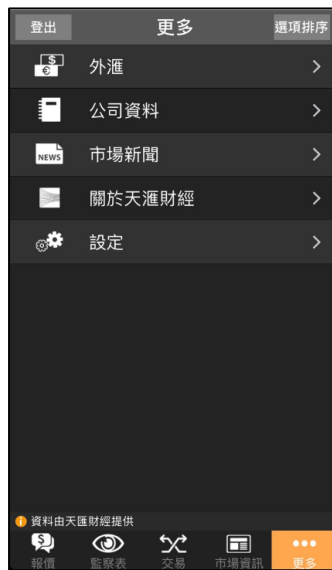 登出 更多 選項排序
外滙
公司資料
NEWS 市場新聞
關於天滙財經
設定
資料由天匯財經提供
報價 監察表 交易 市場資訊 更多